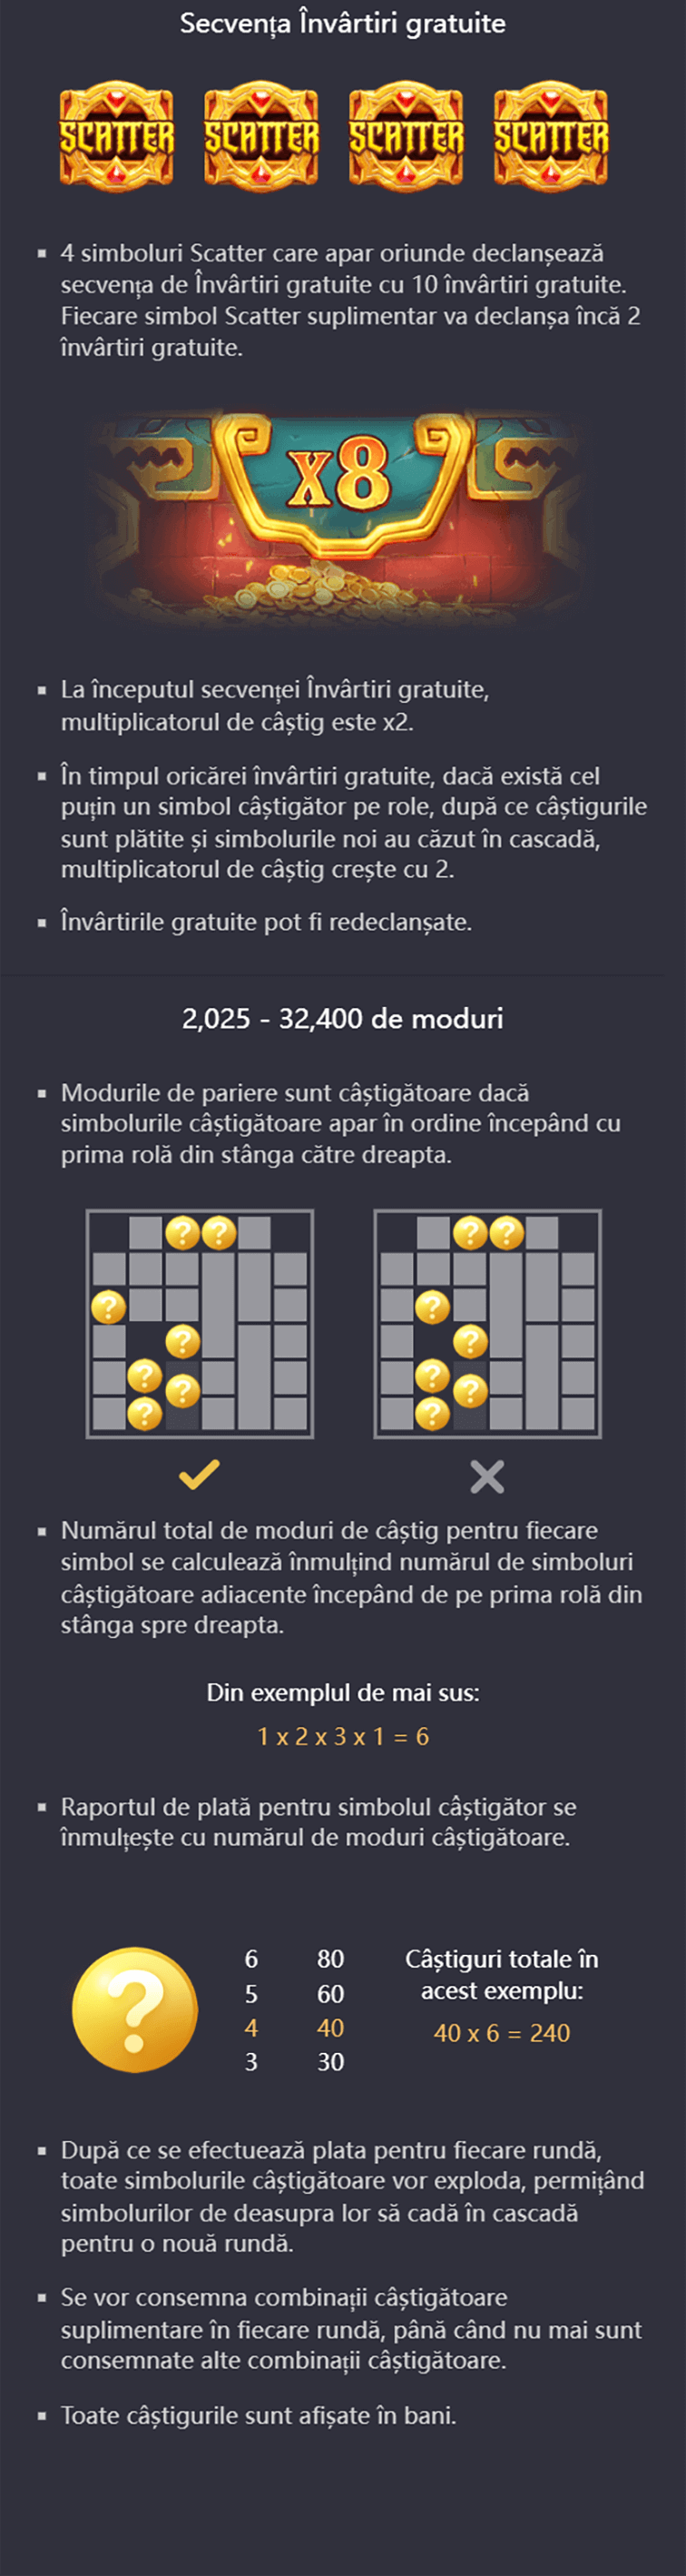 Secvența Învârtiri gratuite
SCATTER SCATTER SCATTER SCATTER
▪ 4 simboluri Scatter care apar oriunde declanșează
secvența de Învârtiri gratuite cu 10 învârtiri gratuite.
Fiecare simbol Scatter suplimentar va declanșa încă 2
învârtiri gratuite.
x8
▪ La începutul secvenței Învârtiri gratuite,
multiplicatorul de câștig este x2.
▪ În timpul oricărei învârtiri gratuite, dacă există cel
puțin un simbol câștigător pe role, după ce câștigurile
sunt plătite și simbolurile noi au căzut în cascadă,
multiplicatorul de câștig crește cu 2.
▪ Învârtirile gratuite pot fi redeclanșate.
2,025 - 32,400 de moduri
▪ Modurile de pariere sunt câștigătoare dacă
simbolurile câștigătoare apar în ordine începând cu
prima rolă din stânga către dreapta.
? ? ? ?
? ?
? ?
? ?
? ?
? ?
▪ Numărul total de moduri de câștig pentru fiecare
simbol se calculează înmulțind numărul de simboluri
câștigătoare adiacente începând de pe prima rolă din
stânga spre dreapta.
Din exemplul de mai sus:
1 x 2 x 3 x 1 = 6
▪ Raportul de plată pentru simbolul câștigător se
înmulțește cu numărul de moduri câștigătoare.
?
6 80
5 60
4 40
3 30
Câștiguri totale în
acest exemplu:
40 x 6 = 240
▪ După ce se efectuează plata pentru fiecare rundă,
toate simbolurile câștigătoare vor exploda, permițând
simbolurilor de deasupra lor să cadă în cascadă
pentru o nouă rundă.
▪ Se vor consemna combinații câștigătoare
suplimentare în fiecare rundă, până când nu mai sunt
consemnate alte combinații câștigătoare.
▪ Toate câștigurile sunt afișate în bani.